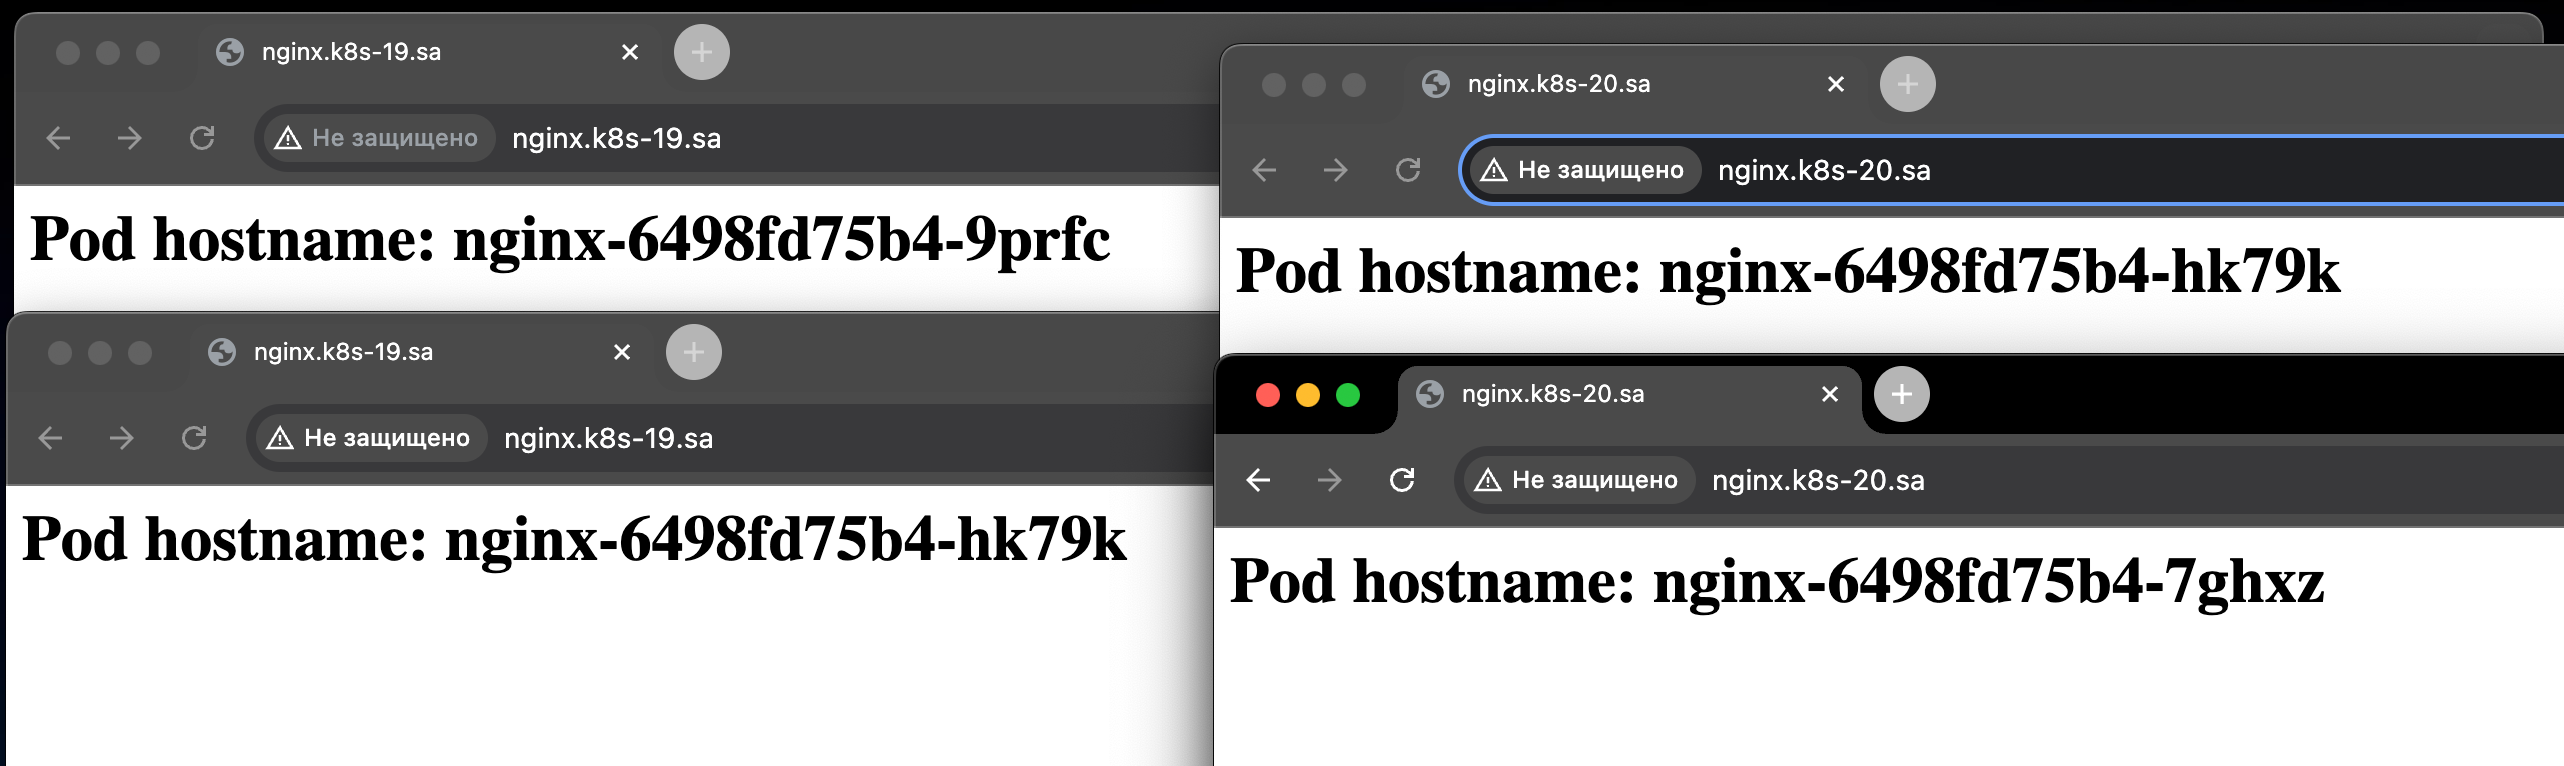 nginx.k8s-19.sa
Не защищено nginx.k8s-19.sa
Pod hostname: nginx-6498fd75b4-9prfc
nginx.k8s-20.sa
Не защищено nginx.k8s-20.sa
Pod hostname: nginx-6498fd75b4-hk79k
nginx.k8s-19.sa
Не защищено nginx.k8s-19.sa
Pod hostname: nginx-6498fd75b4-hk79k
nginx.k8s-20.sa
Не защищено nginx.k8s-20.sa
Pod hostname: nginx-6498fd75b4-7ghxz